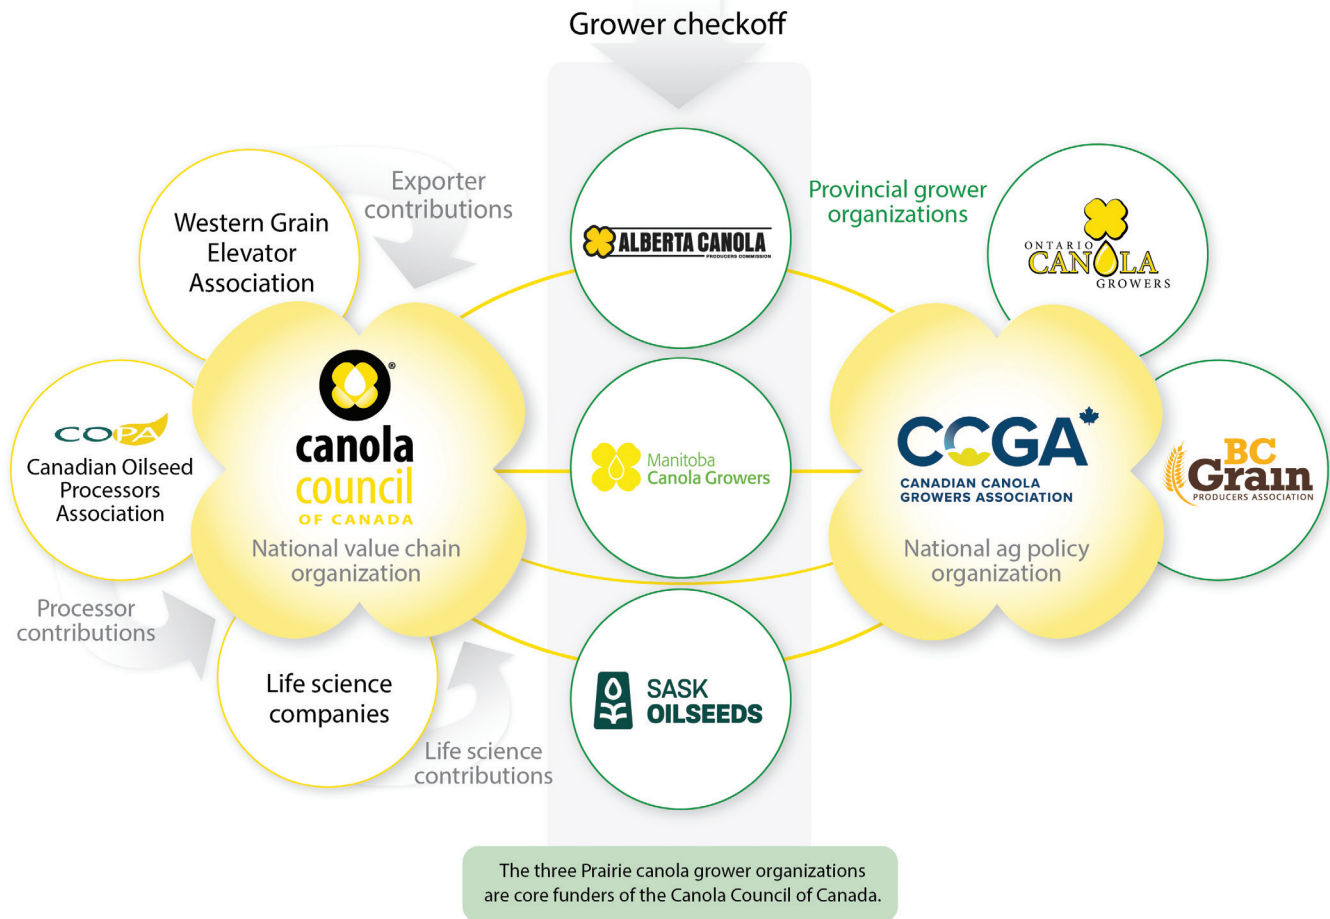 Grower checkoff
Exporter
contributions
Western Grain
Elevator
Association
ALBERTA CANOLA
PRODUCERS COMMISSION
Provincial grower
organizations
ONTARIO
CANOLA
GROWERS
COPA
Canadian Oilseed
Processors
Association
®
canola
council
OF CANADA
National value chain
organization
Manitoba
Canola Growers
CCGA
CANADIAN CANOLA
GROWERS ASSOCIATION
National ag policy
organization
BC
Grain
PRODUCERS ASSOCIATION
Processor
contributions
Life science
companies
Life science
contributions
SASK
OILSEEDS
The three Prairie canola grower organizations
are core funders of the Canola Council of Canada.